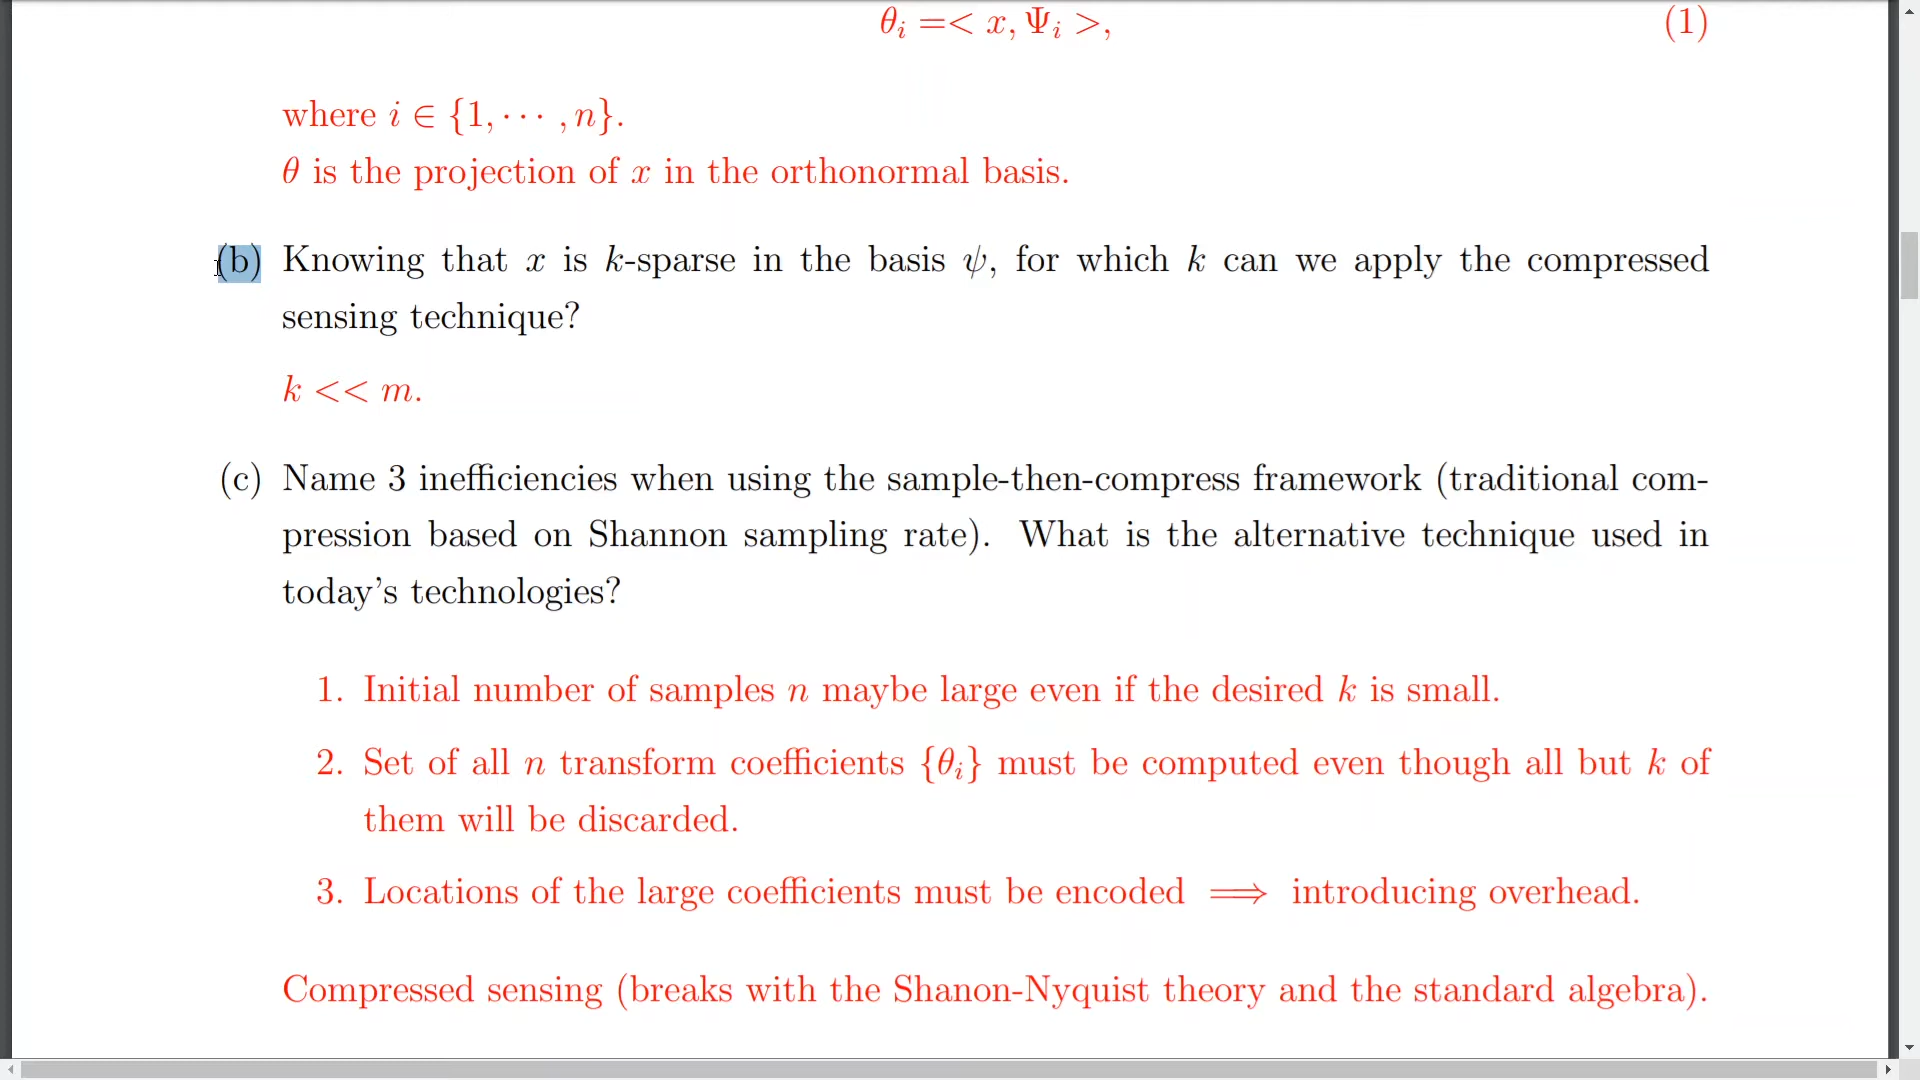 θᵢ =< x, Ψᵢ >, (1)
where i ∈ {1, · · · , n}.
θ is the projection of x in the orthonormal basis.
(b) Knowing that x is k-sparse in the basis ψ, for which k can we apply the compressed
sensing technique?
k << m.
(c) Name 3 inefficiencies when using the sample-then-compress framework (traditional com-
pression based on Shannon sampling rate). What is the alternative technique used in
today’s technologies?
1. Initial number of samples n maybe large even if the desired k is small.
2. Set of all n transform coefficients {θᵢ} must be computed even though all but k of
them will be discarded.
3. Locations of the large coefficients must be encoded ⟹ introducing overhead.
Compressed sensing (breaks with the Shanon-Nyquist theory and the standard algebra).